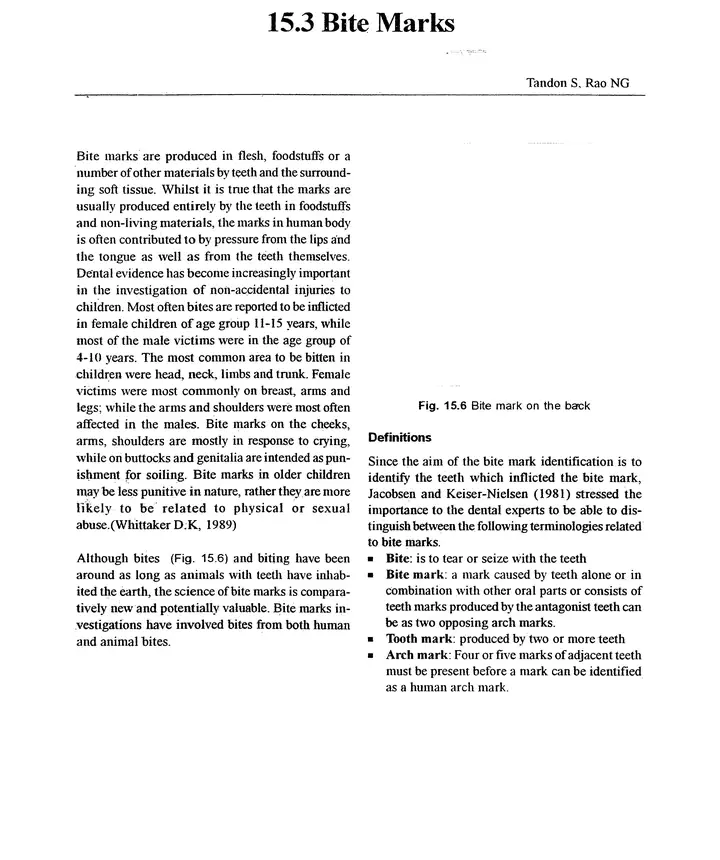 15.3 Bite Marks
Tandon S, Rao NG
Bite marks are produced in flesh, foodstuffs or a
number of other materials by teeth and the surround-
ing soft tissue. Whilst it is true that the marks are
usually produced entirely by the teeth in foodstuffs
and non-living materials, the marks in human body
is often contributed to by pressure from the lips and
the tongue as well as from the teeth themselves.
Dental evidence has become increasingly important
in the investigation of non-accidental injuries to
children. Most often bites are reported to be inflicted
in female children of age group 11-15 years, while
most of the male victims were in the age group of
4-10 years. The most common area to be bitten in
children were head, neck, limbs and trunk. Female
victims were most commonly on breast, arms and
legs; while the arms and shoulders were most often
affected in the males. Bite marks on the cheeks,
arms, shoulders are mostly in response to crying,
while on buttocks and genitalia are intended as pun-
ishment for soiling. Bite marks in older children
may be less punitive in nature, rather they are more
likely to be related to physical or sexual
abuse.(Whittaker D.K, 1989)
Although bites (Fig. 15.6) and biting have been
around as long as animals with teeth have inhab-
ited the earth, the science of bite marks is compara-
tively new and potentially valuable. Bite marks in-
vestigations have involved bites from both human
and animal bites.
Fig. 15.6 Bite mark on the back
Definitions
Since the aim of the bite mark identification is to
identify the teeth which inflicted the bite mark,
Jacobsen and Keiser-Nielsen (1981) stressed the
importance to the dental experts to be able to dis-
tinguish between the following terminologies related
to bite marks.
▪ Bite: is to tear or seize with the teeth
▪ Bite mark: a mark caused by teeth alone or in
combination with other oral parts or consists of
teeth marks produced by the antagonist teeth can
be as two opposing arch marks.
▪ Tooth mark: produced by two or more teeth
▪ Arch mark: Four or five marks of adjacent teeth
must be present before a mark can be identified
as a human arch mark.